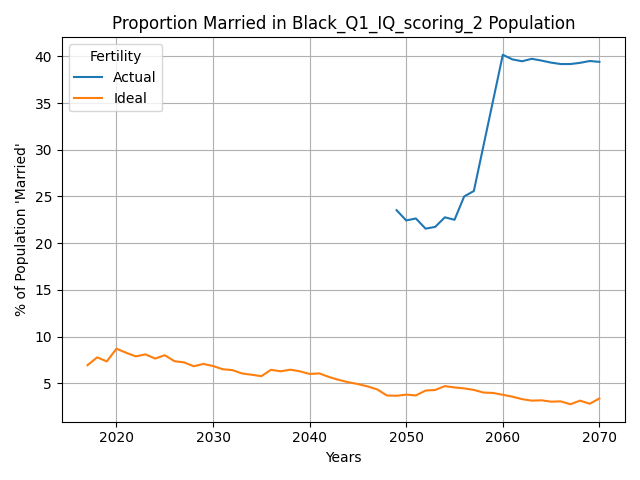 Proportion Married in Black_Q1_IQ_scoring_2 Population
% of Population 'Married'
40
35
30
25
20
15
10
5
Fertility
Actual
Ideal
2020 2030 2040 2050 2060 2070
Years